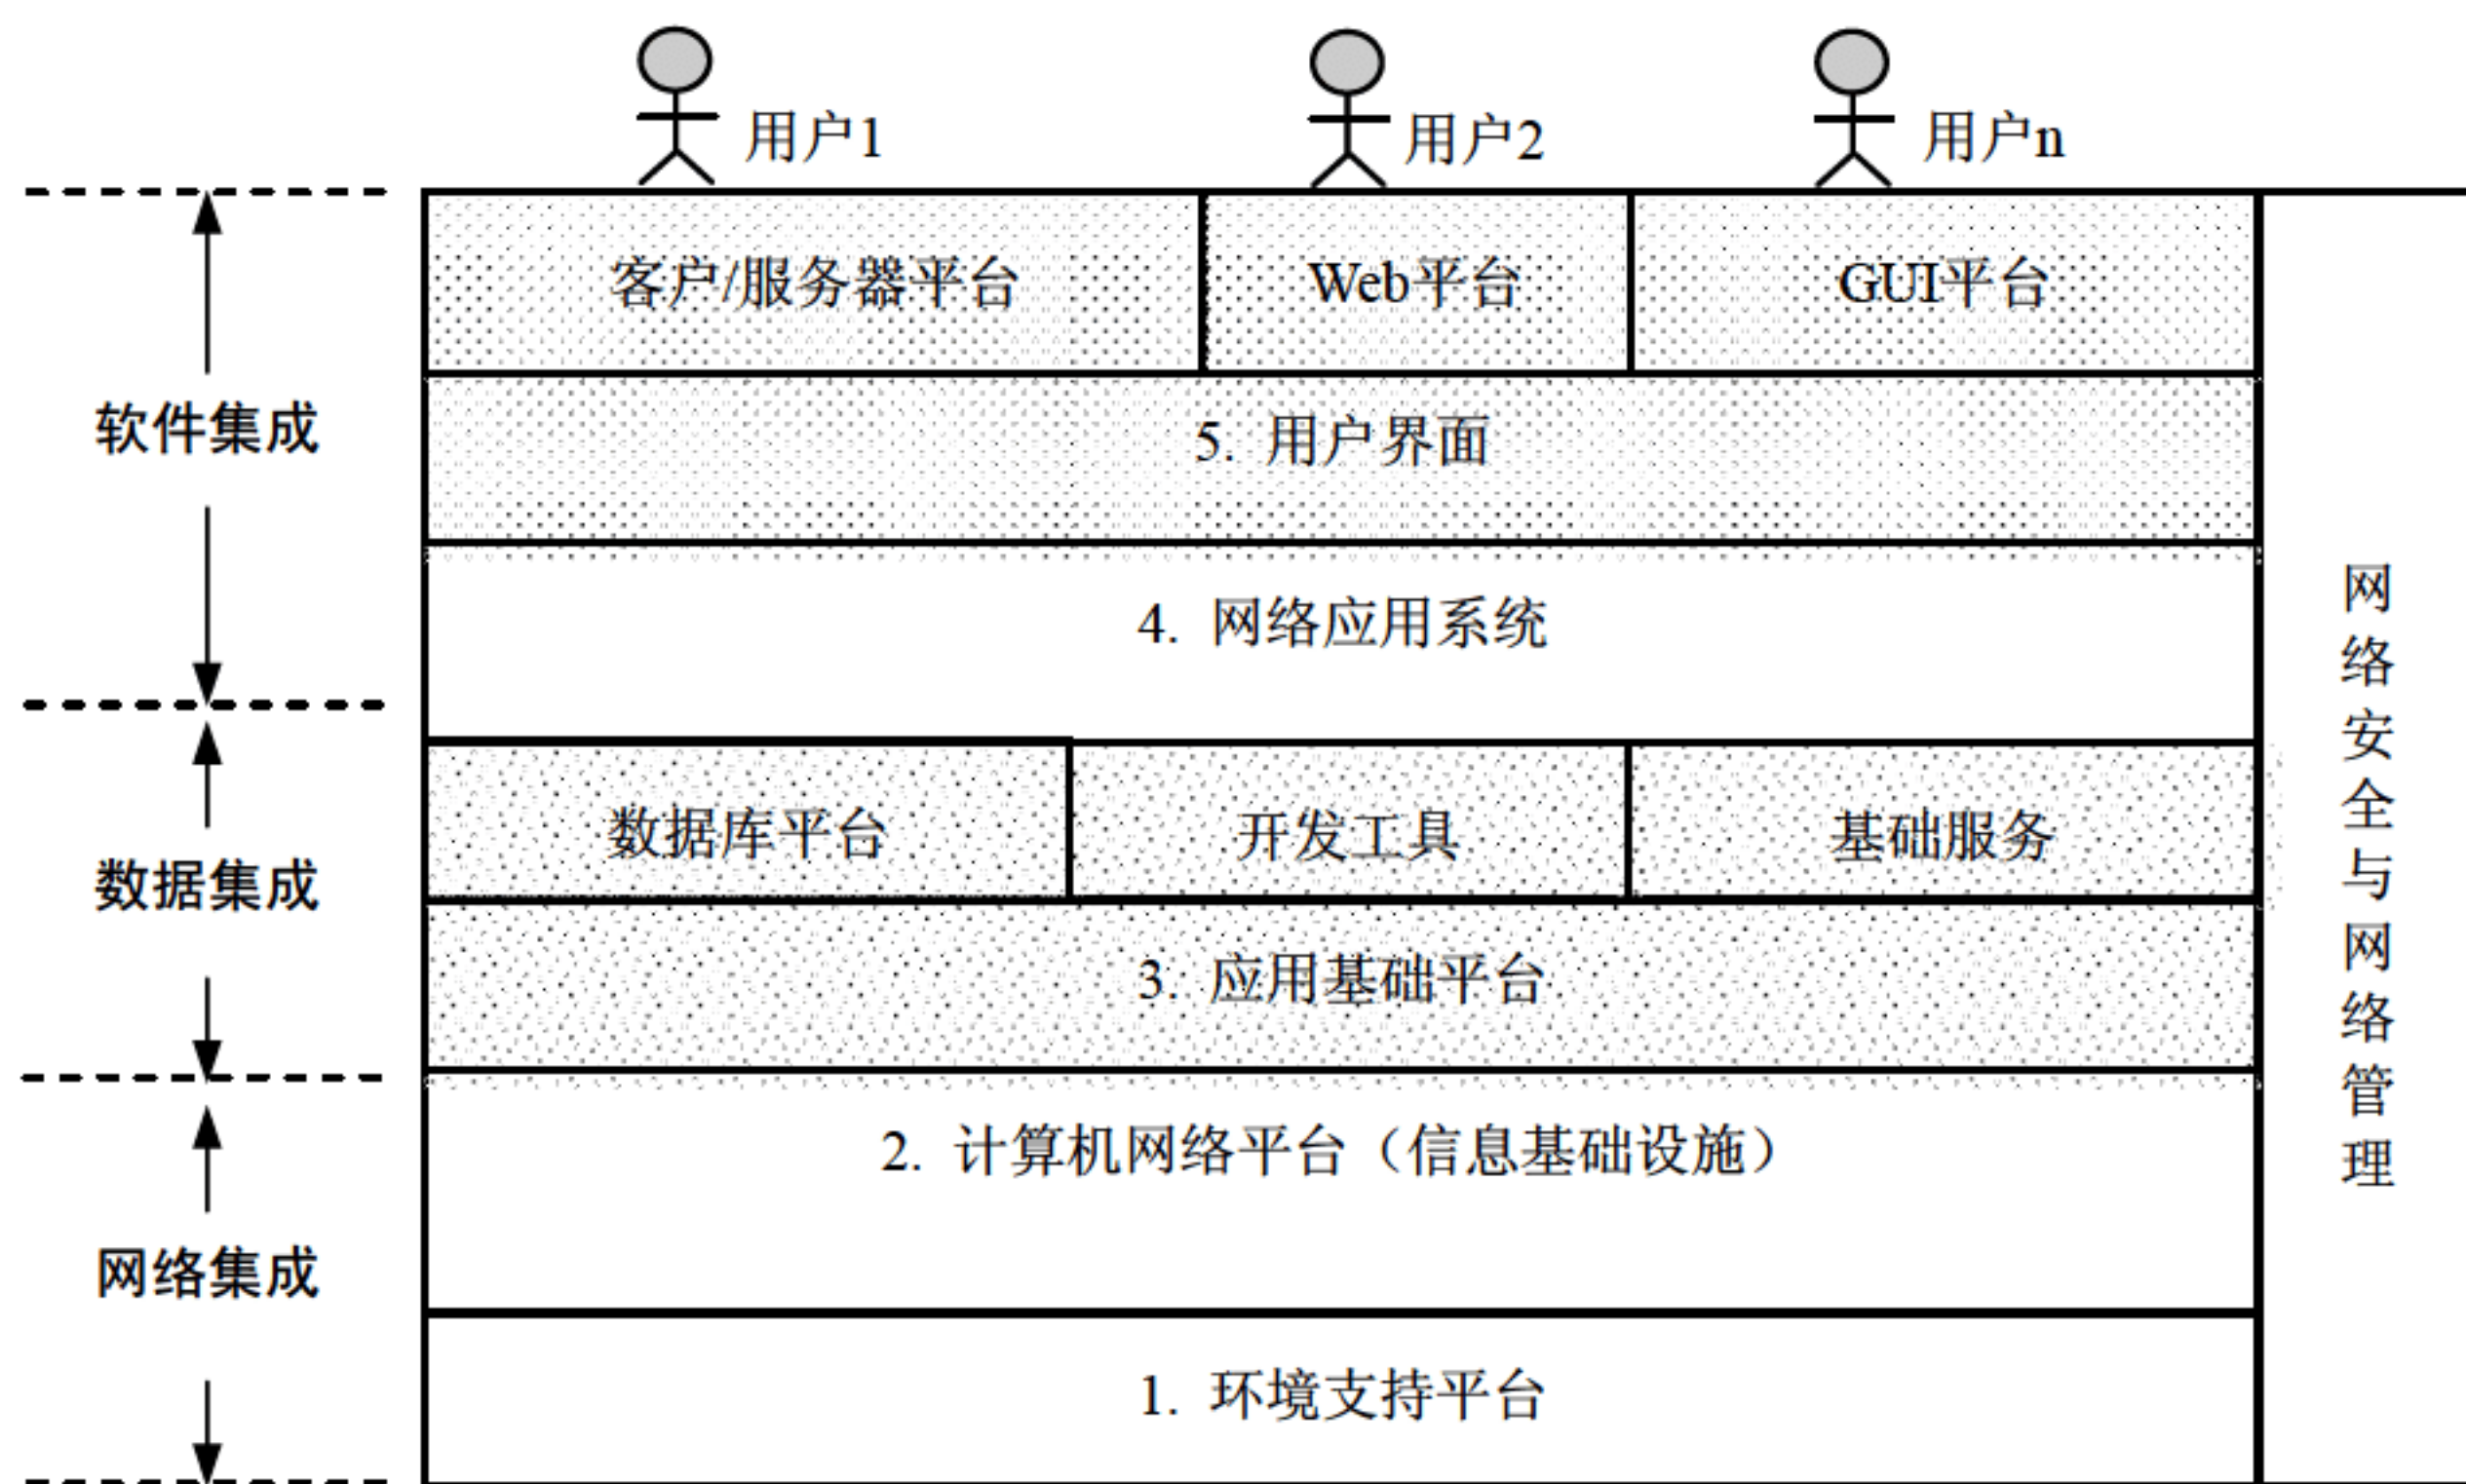 用户1
用户2
用户n
客户/服务器平台
Web平台
GUI平台
软件集成
5. 用户界面
4. 网络应用系统
数据库平台
开发工具
基础服务
数据集成
3. 应用基础平台
2. 计算机网络平台（信息基础设施）
网络集成
1. 环境支持平台
网络安全与网络管理